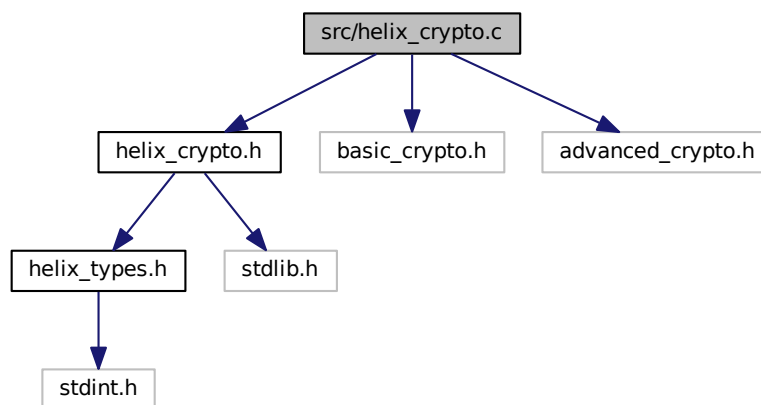 src/helix_crypto.c
helix_crypto.h
basic_crypto.h
advanced_crypto.h
helix_types.h
stdlib.h
stdint.h